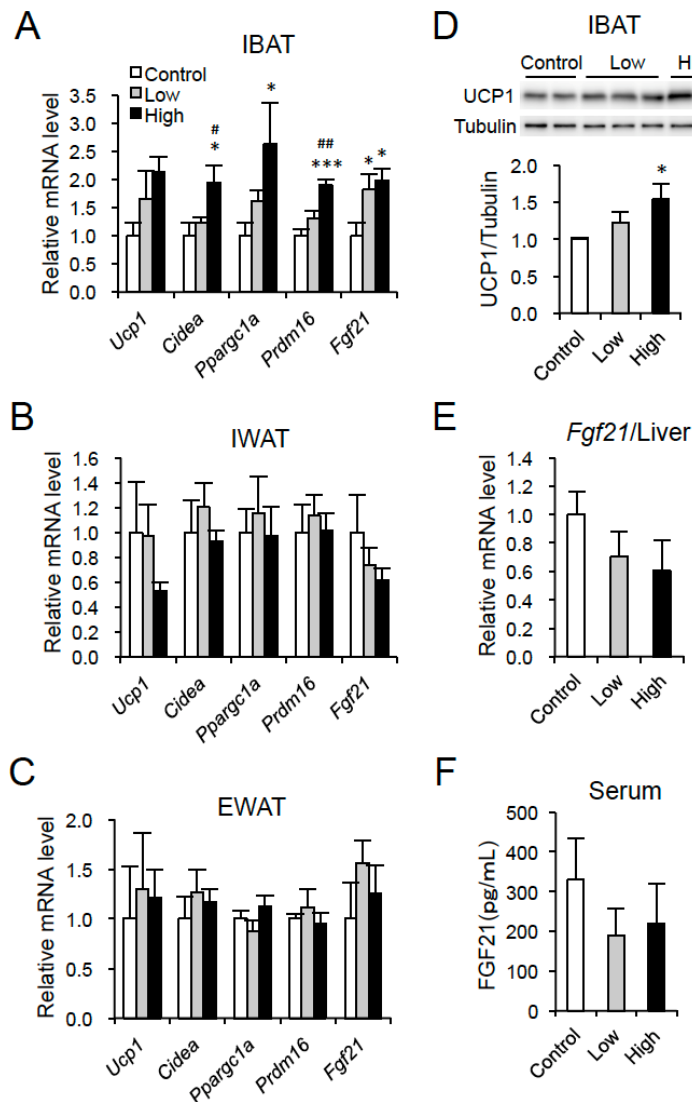 A
IBAT
Control
Low
High
Relative mRNA level
3.5
3.0
2.5
2.0
1.5
1.0
0.5
0.0
#
*
*
##
***
*
*
Ucp1
Cidea
Ppargc1a
Prdm16
Fgf21
D
IBAT
Control Low H
UCP1
Tubulin
UCP1/Tubulin
2.0
1.5
1.0
0.5
0.0
*
Control
Low
High
B
IWAT
Relative mRNA level
1.6
1.4
1.2
1.0
0.8
0.6
0.4
0.2
0.0
Ucp1
Cidea
Ppargc1a
Prdm16
Fgf21
E
Fgf21/Liver
Relative mRNA level
1.4
1.2
1.0
0.8
0.6
0.4
0.2
0.0
Control
Low
High
C
EWAT
Relative mRNA level
2.0
1.5
1.0
0.5
0.0
Ucp1
Cidea
Ppargc1a
Prdm16
Fgf21
F
Serum
FGF21(pg/mL)
500
400
300
200
100
0
Control
Low
High